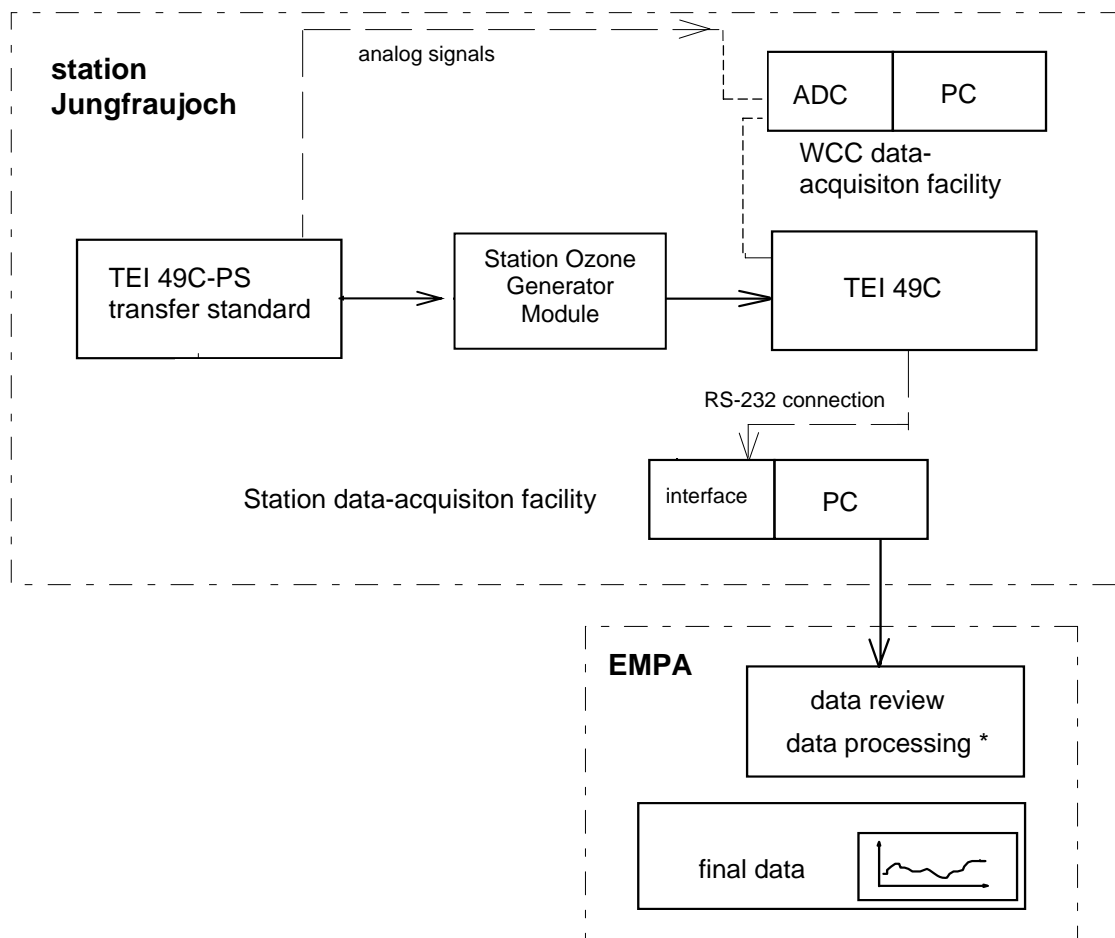 station
Jungfraujoch
analog signals
ADC
PC
WCC data-
acquisiton facility
TEI 49C-PS
transfer standard
Station Ozone
Generator
Module
TEI 49C
RS-232 connection
Station data-acquisiton facility
interface
PC
EMPA
data review
data processing *
final data